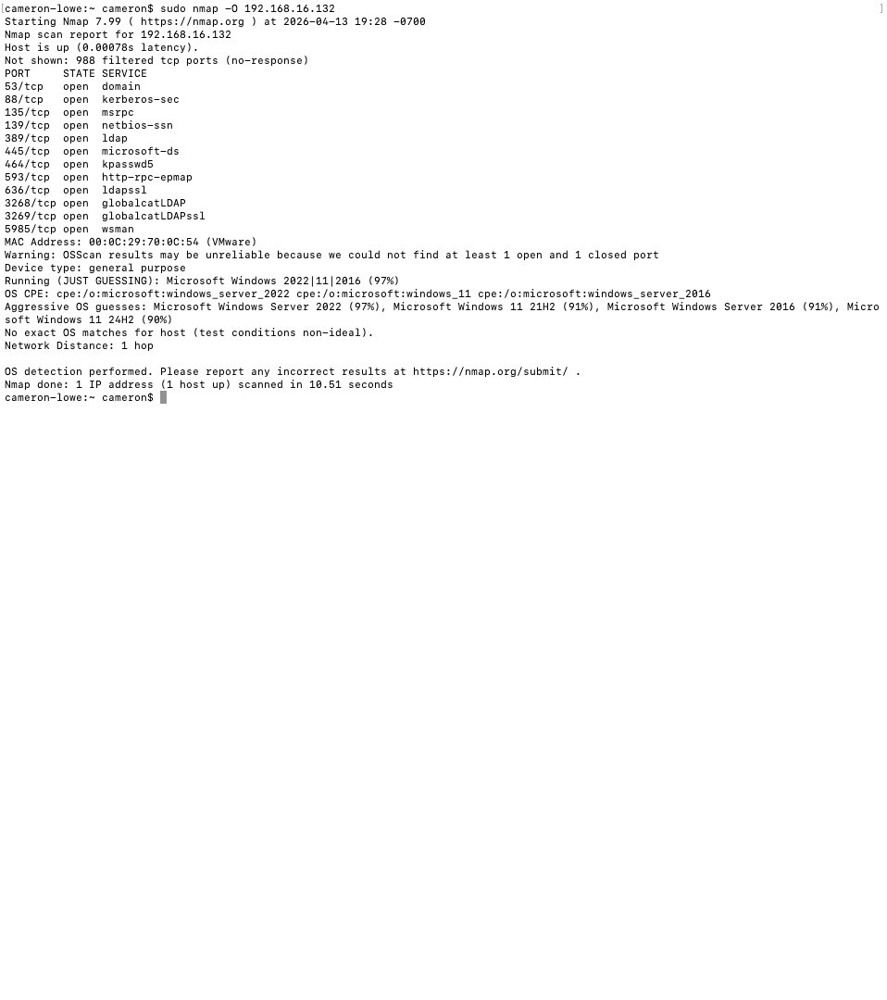 [cameron-lowe:~ cameron$ sudo nmap -O 192.168.16.132 ]
Starting Nmap 7.99 ( https://nmap.org ) at 2026-04-13 19:28 -0700
Nmap scan report for 192.168.16.132
Host is up (0.00078s latency).
Not shown: 988 filtered tcp ports (no-response)
PORT     STATE SERVICE
53/tcp   open  domain
88/tcp   open  kerberos-sec
135/tcp  open  msrpc
139/tcp  open  netbios-ssn
389/tcp  open  ldap
445/tcp  open  microsoft-ds
464/tcp  open  kpasswd5
593/tcp  open  http-rpc-epmap
636/tcp  open  ldapssl
3268/tcp open  globalcatLDAP
3269/tcp open  globalcatLDAPssl
5985/tcp open  wsman
MAC Address: 00:0C:29:70:0C:54 (VMware)
Warning: OSScan results may be unreliable because we could not find at least 1 open and 1 closed port
Device type: general purpose
Running (JUST GUESSING): Microsoft Windows 2022|11|2016 (97%)
OS CPE: cpe:/o:microsoft:windows_server_2022 cpe:/o:microsoft:windows_11 cpe:/o:microsoft:windows_server_2016
Aggressive OS guesses: Microsoft Windows Server 2022 (97%), Microsoft Windows 11 21H2 (91%), Microsoft Windows Server 2016 (91%), Micro
soft Windows 11 24H2 (90%)
No exact OS matches for host (test conditions non-ideal).
Network Distance: 1 hop

OS detection performed. Please report any incorrect results at https://nmap.org/submit/ .
Nmap done: 1 IP address (1 host up) scanned in 10.51 seconds
cameron-lowe:~ cameron$